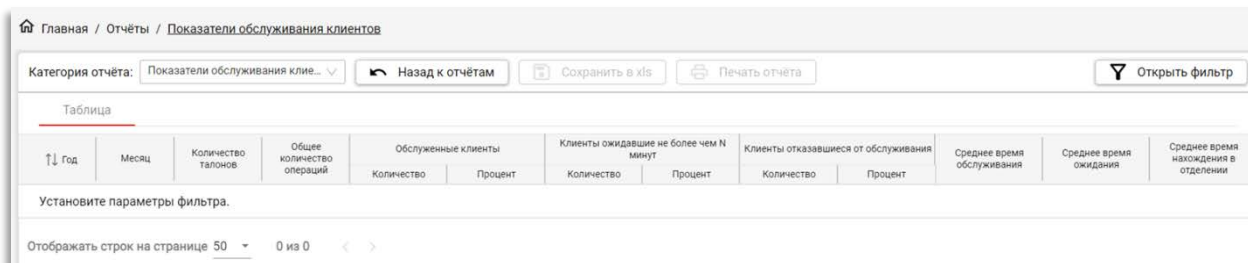 Главная / Отчёты / Показатели обслуживания клиентов
Категория отчёта: Показатели обслуживания клие... Назад к отчётам Сохранить в xls Печать отчёта Открыть фильтр
Таблица
Год
Месяц
Количество
талонов
Общее
количество
операций
Обслуженные клиенты
Количество Процент
Клиенты ожидавшие не более чем N
минут
Количество Процент
Клиенты отказавшиеся от обслуживания
Количество Процент
Среднее время
обслуживания
Среднее время
ожидания
Среднее время
нахождения в
отделении
Установите параметры фильтра.
Отображать строк на странице 50 0 из 0